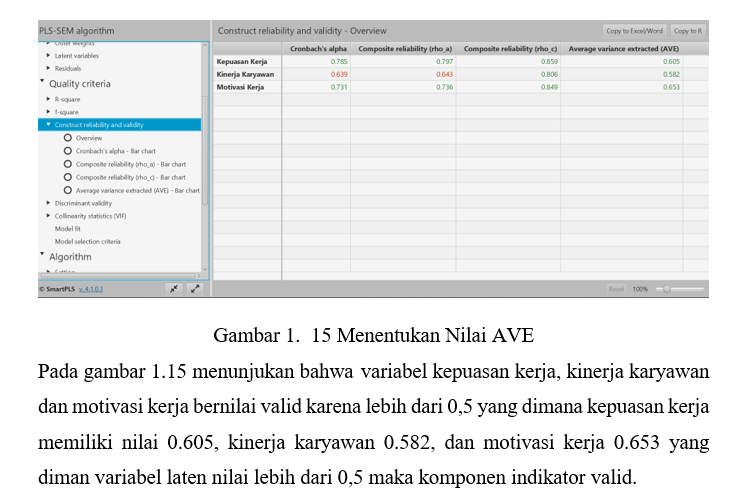 PLS-SEM algorithm
Construct reliability and validity - Overview
Copy to Excel/Word Copy to R
Outer weights
Latent variables
Residuals
Quality criteria
R-square
f-square
Construct reliability and validity
Overview
Cronbach's alpha - Bar chart
Composite reliability (rho_a) - Bar chart
Composite reliability (rho_c) - Bar chart
Average variance extracted (AVE) - Bar chart
Discriminant validity
Collinearity statistics (VIF)
Model fit
Model selection criteria
Algorithm
Setting
© SmartPLS v. 4.1.0.3
Cronbach's alpha Composite reliability (rho_a) Composite reliability (rho_c) Average variance extracted (AVE)
Kepuasan Kerja 0.785 0.797 0.859 0.605
Kinerja Karyawan 0.639 0.643 0.806 0.582
Motivasi Kerja 0.731 0.736 0.849 0.653
Reset 100%
Gambar 1. 15 Menentukan Nilai AVE
Pada gambar 1.15 menunjukan bahwa variabel kepuasan kerja, kinerja karyawan
dan motivasi kerja bernilai valid karena lebih dari 0,5 yang dimana kepuasan kerja
memiliki nilai 0.605, kinerja karyawan 0.582, dan motivasi kerja 0.653 yang
diman variabel laten nilai lebih dari 0,5 maka komponen indikator valid.